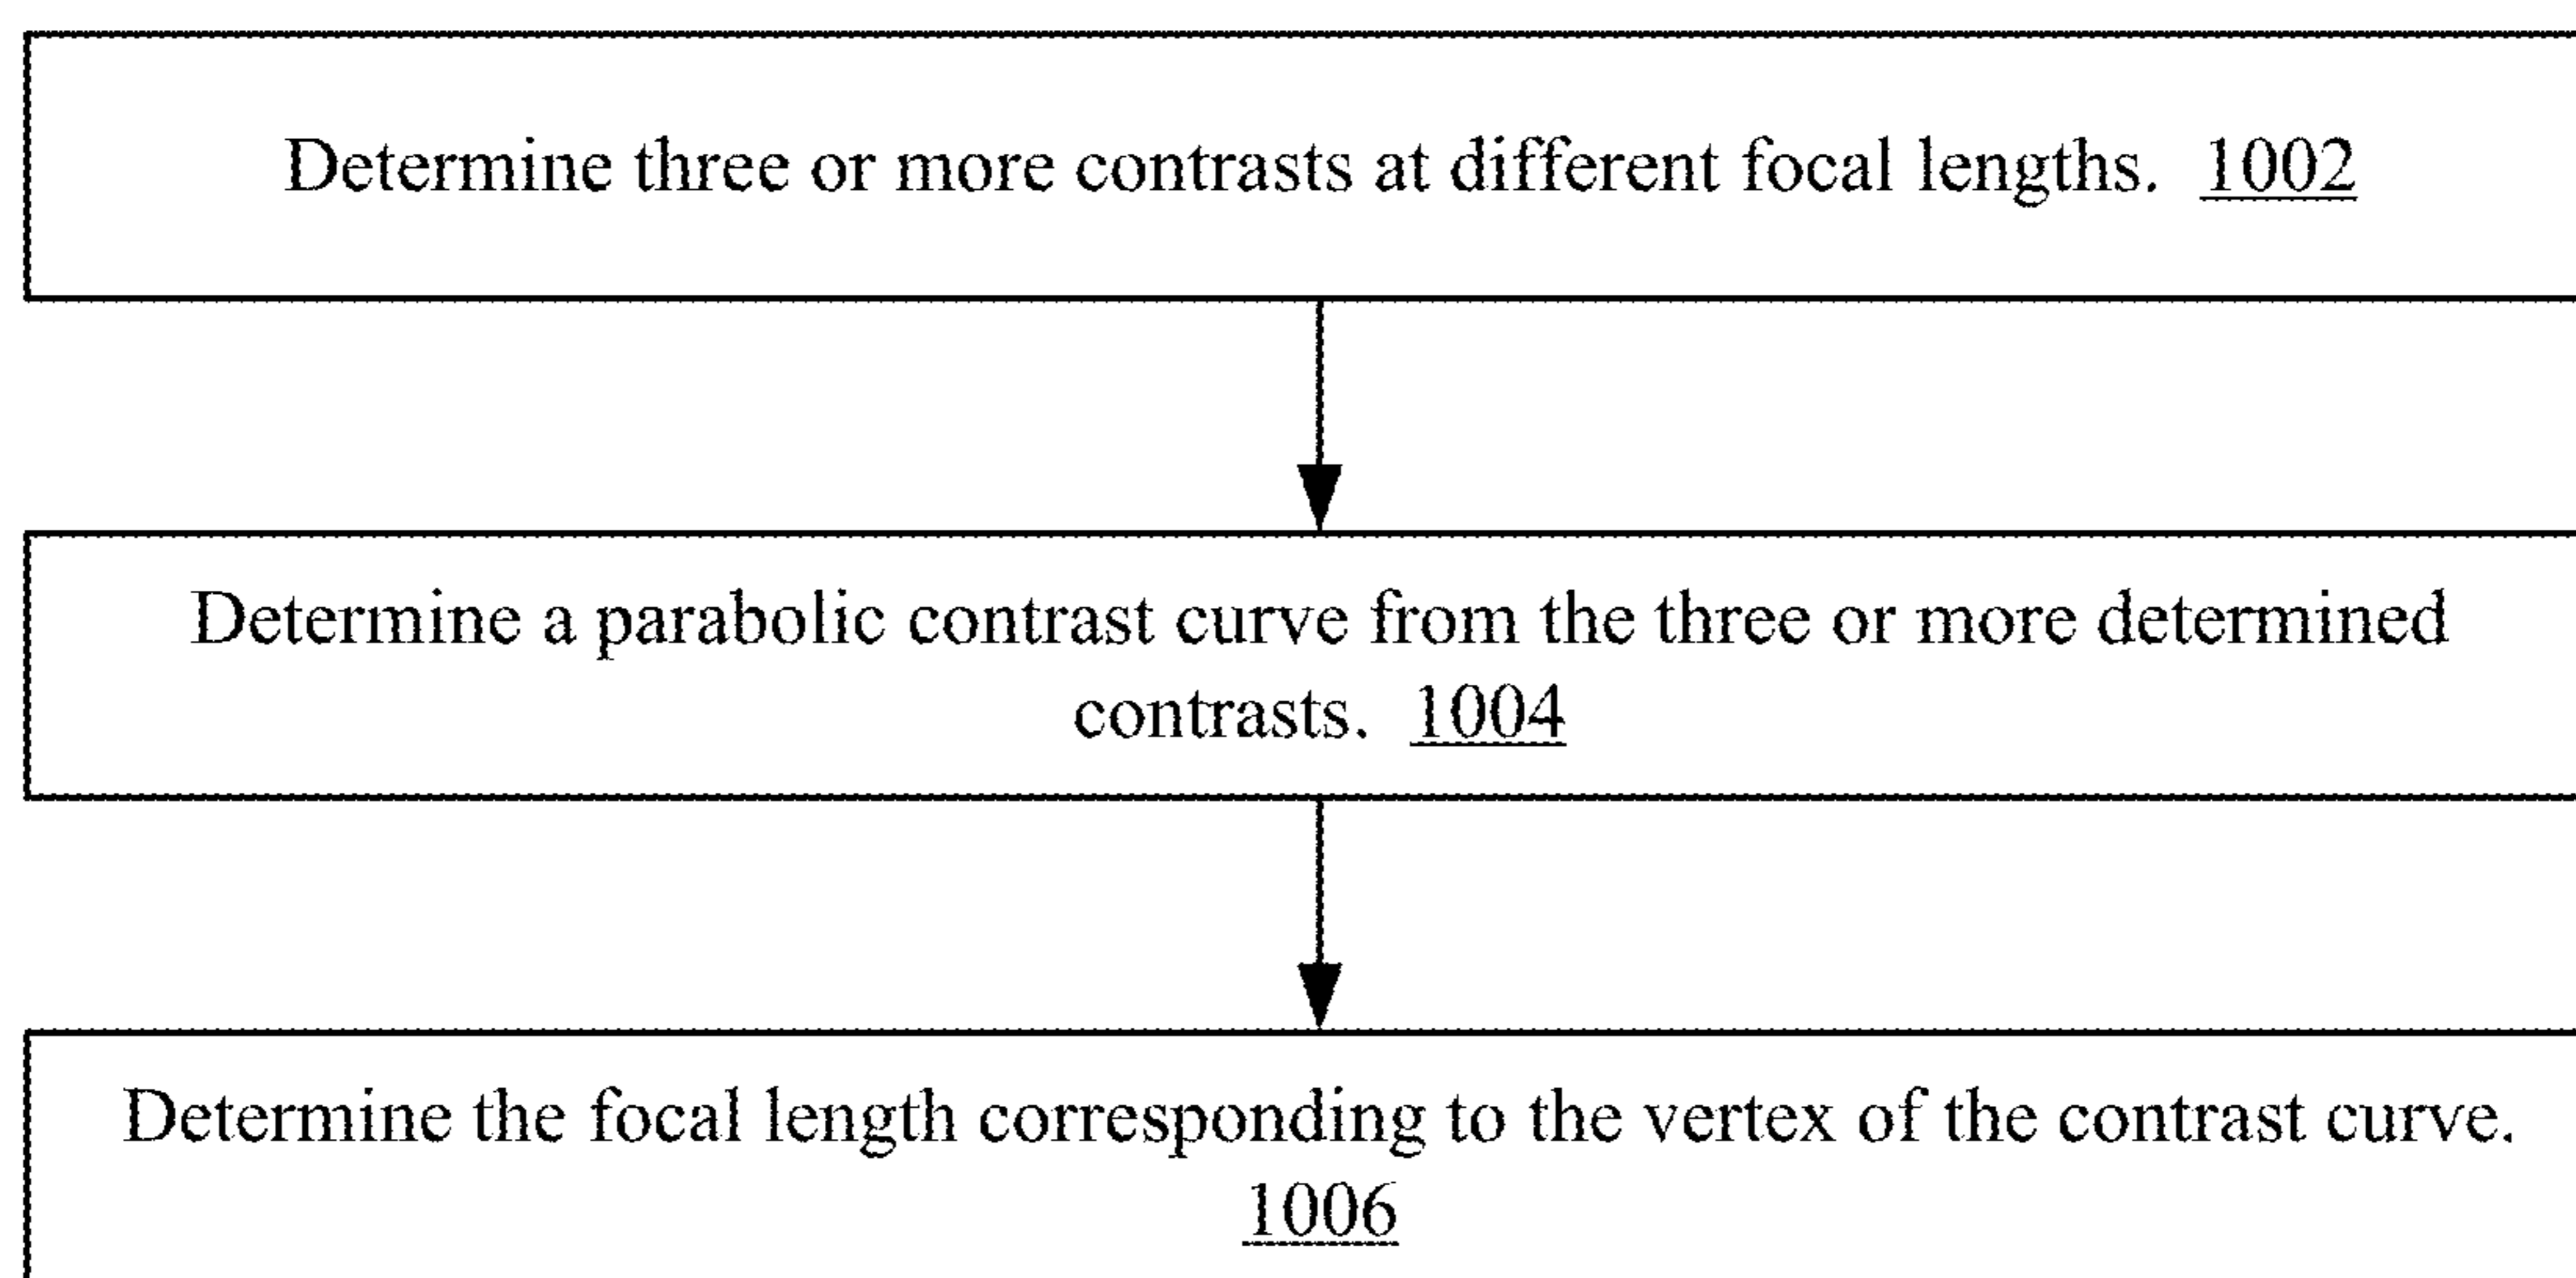 Determine three or more contrasts at different focal lengths. 1002
Determine a parabolic contrast curve from the three or more determined
contrasts. 1004
Determine the focal length corresponding to the vertex of the contrast curve.
1006